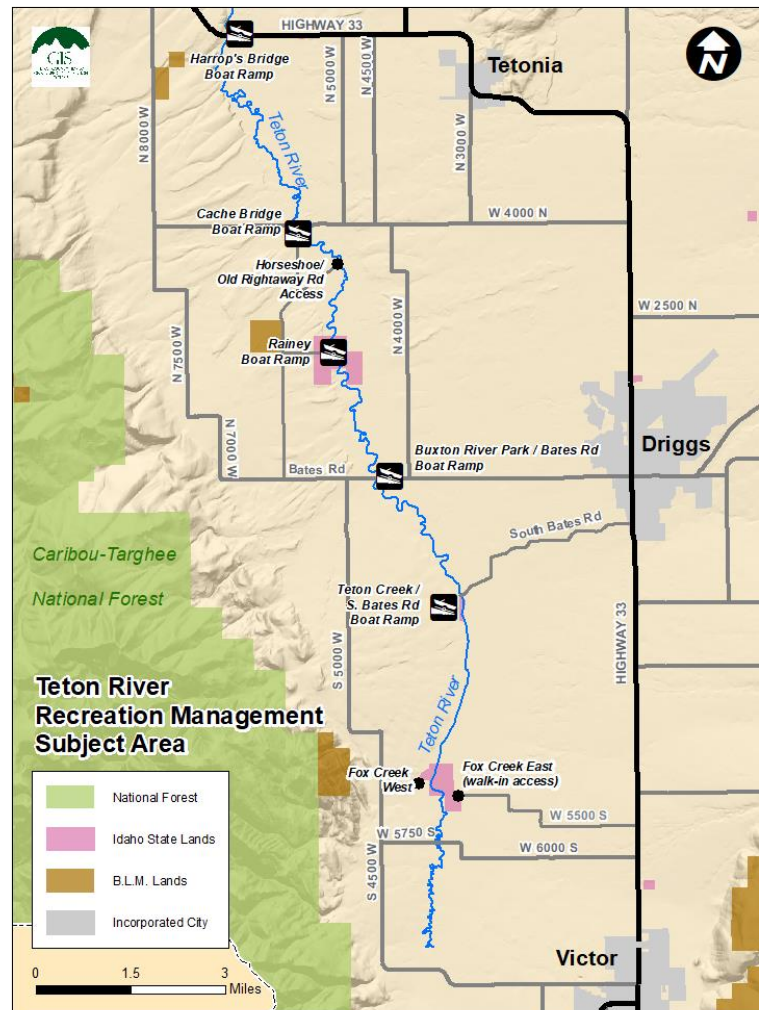 HIGHWAY 33
GIS
Harrop's Bridge
Boat Ramp
N 5000 W
N 4500 W
Tetonia
N
N 8000 W
Teton River
N 3000 W
Cache Bridge
Boat Ramp
W 4000 N
Horseshoe/
Old Rightaway Rd
Access
W 2500 N
N 7500 W
Rainey
Boat Ramp
N 4000 W
N 7000 W
Buxton River Park / Bates Rd
Boat Ramp
Driggs
Bates Rd
South Bates Rd
Caribou-Targhee
National Forest
Teton Creek /
S. Bates Rd
Boat Ramp
S 5000 W
HIGHWAY 33
Teton River
Recreation Management
Subject Area
Teton River
Fox Creek
West
Fox Creek East
(walk-in access)
National Forest
Idaho State Lands
B.L.M. Lands
Incorporated City
W 5500 S
W 5750 S
W 6000 S
S 4500 W
Victor
0 1.5 3
Miles